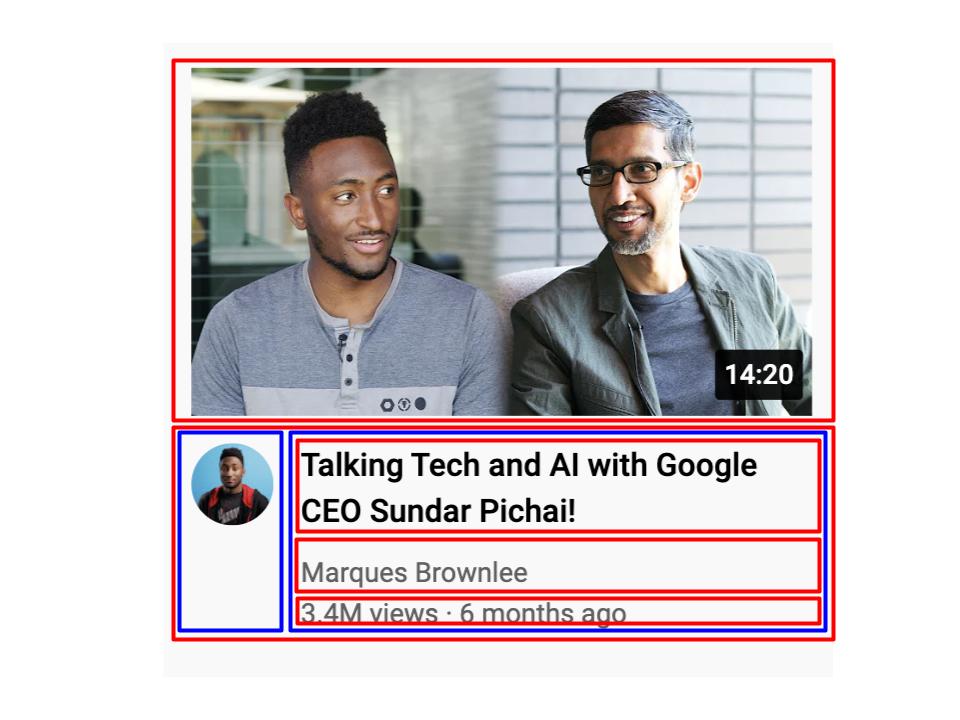 14:20
Talking Tech and AI with Google
CEO Sundar Pichai!
Marques Brownlee
3.4M views · 6 months ago